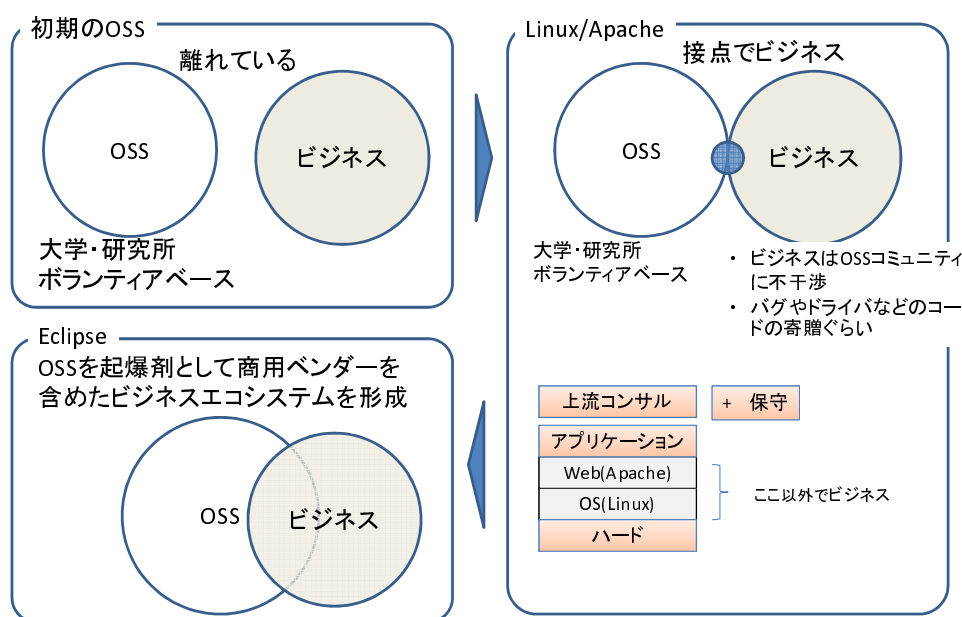 初期のOSS
離れている
OSS
ビジネス
大学・研究所
ボランティアベース
Linux/Apache
接点でビジネス
OSS
ビジネス
大学・研究所
ボランティアベース
・ ビジネスはOSSコミュニティ
に不干渉
・ バグやドライバなどのコー
ドの寄贈ぐらい
上流コンサル
+ 保守
アプリケーション
Web(Apache)
OS(Linux)
ハード
ここ以外でビジネス
Eclipse
OSSを起爆剤として商用ベンダーを
含めたビジネスエコシステムを形成
OSS
ビジネス